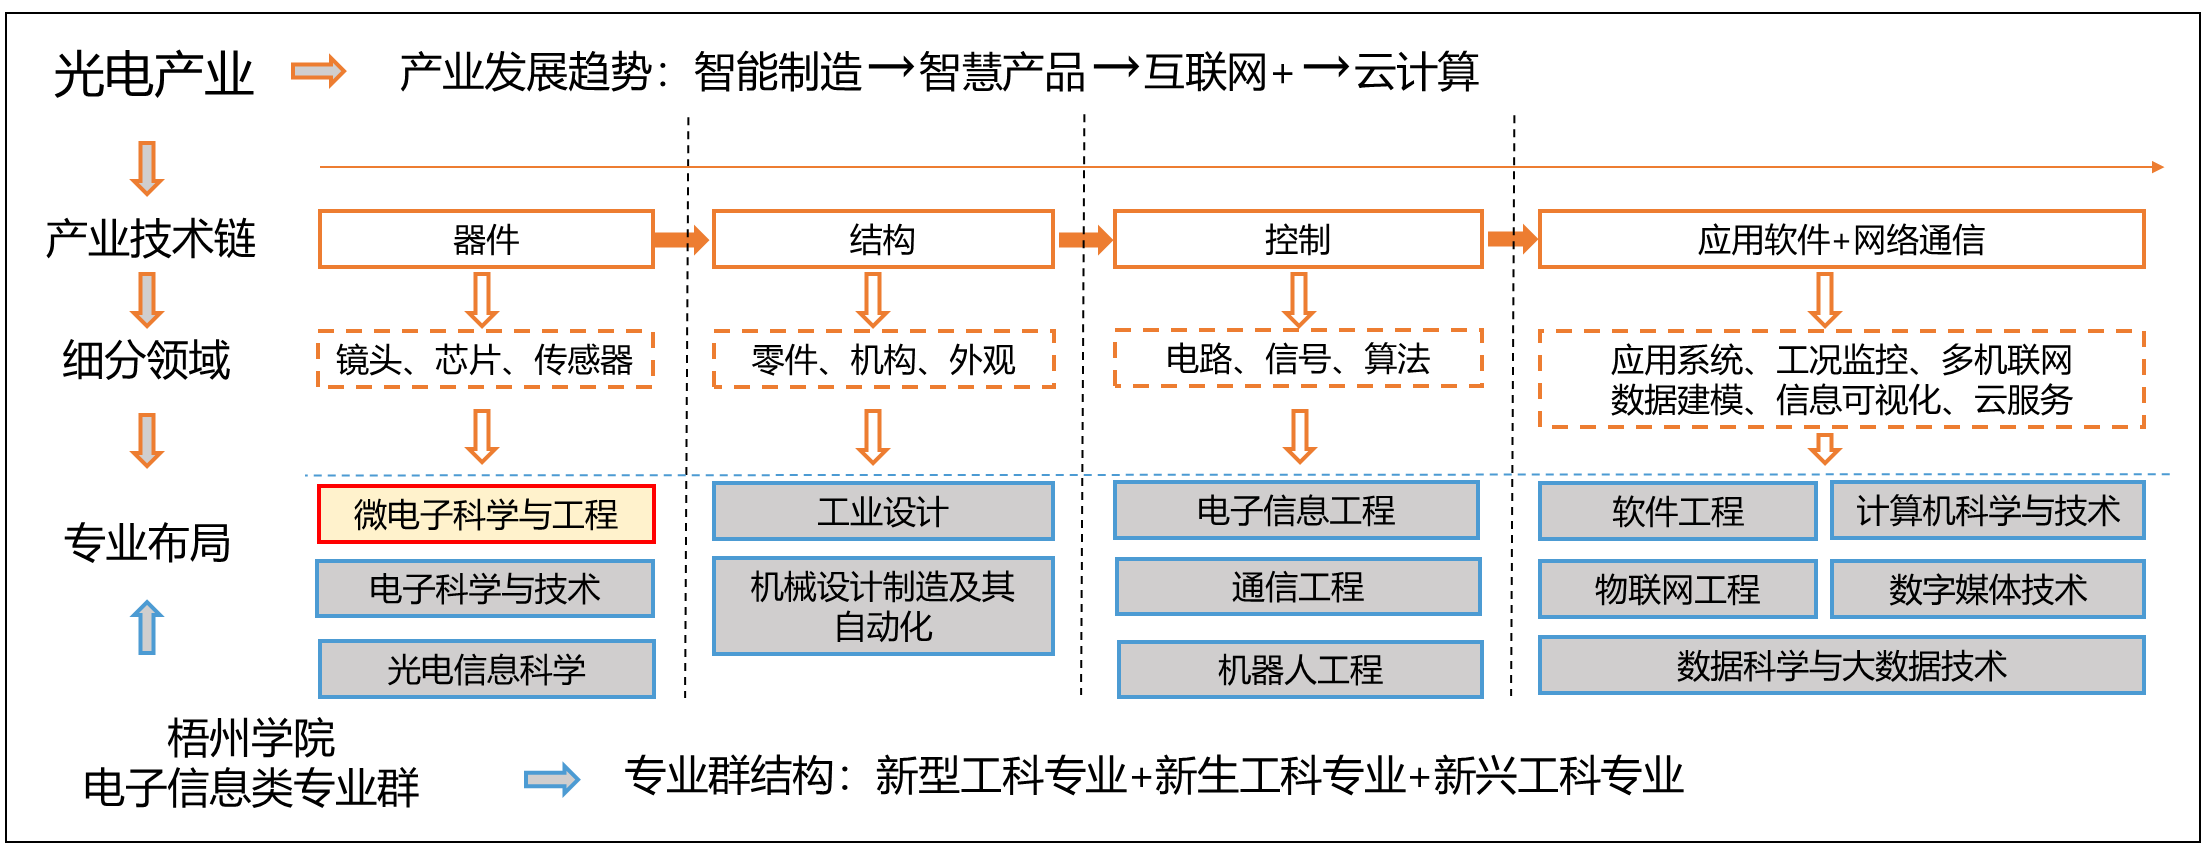 光电产业
产业发展趋势：智能制造→智慧产品→互联网+→云计算
产业技术链
器件
结构
控制
应用软件+网络通信
细分领域
镜头、芯片、传感器
零件、机构、外观
电路、信号、算法
应用系统、工况监控、多机联网
数据建模、信息可视化、云服务
专业布局
微电子科学与工程
工业设计
电子信息工程
软件工程
计算机科学与技术
电子科学与技术
机械设计制造及其
自动化
通信工程
物联网工程
数字媒体技术
光电信息科学
机器人工程
数据科学与大数据技术
梧州学院
电子信息类专业群
专业群结构：新型工科专业+新生工科专业+新兴工科专业